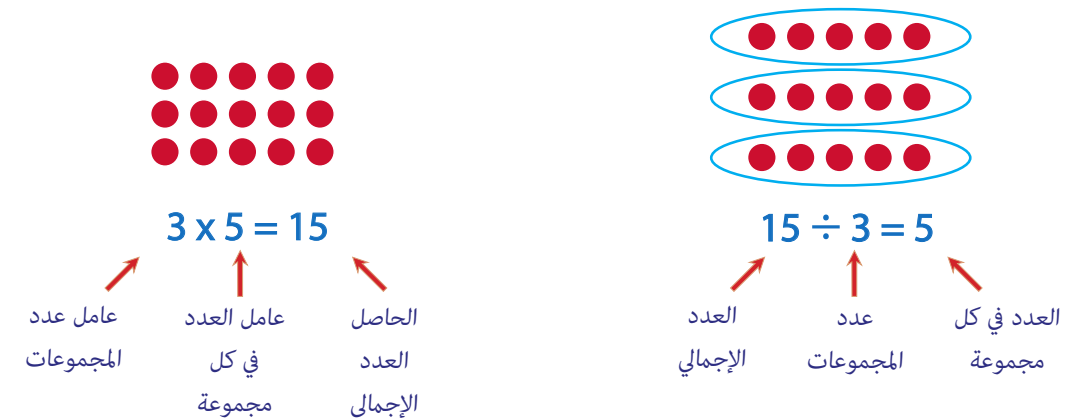 3 x 5 = 15
عامل عدد
المجموعات
عامل العدد
في كل
مجموعة
الحاصل
العدد
الإجمالى
15 ÷ 3 = 5
العدد
الإجمالي
عدد
المجموعات
العدد في كل
مجموعة